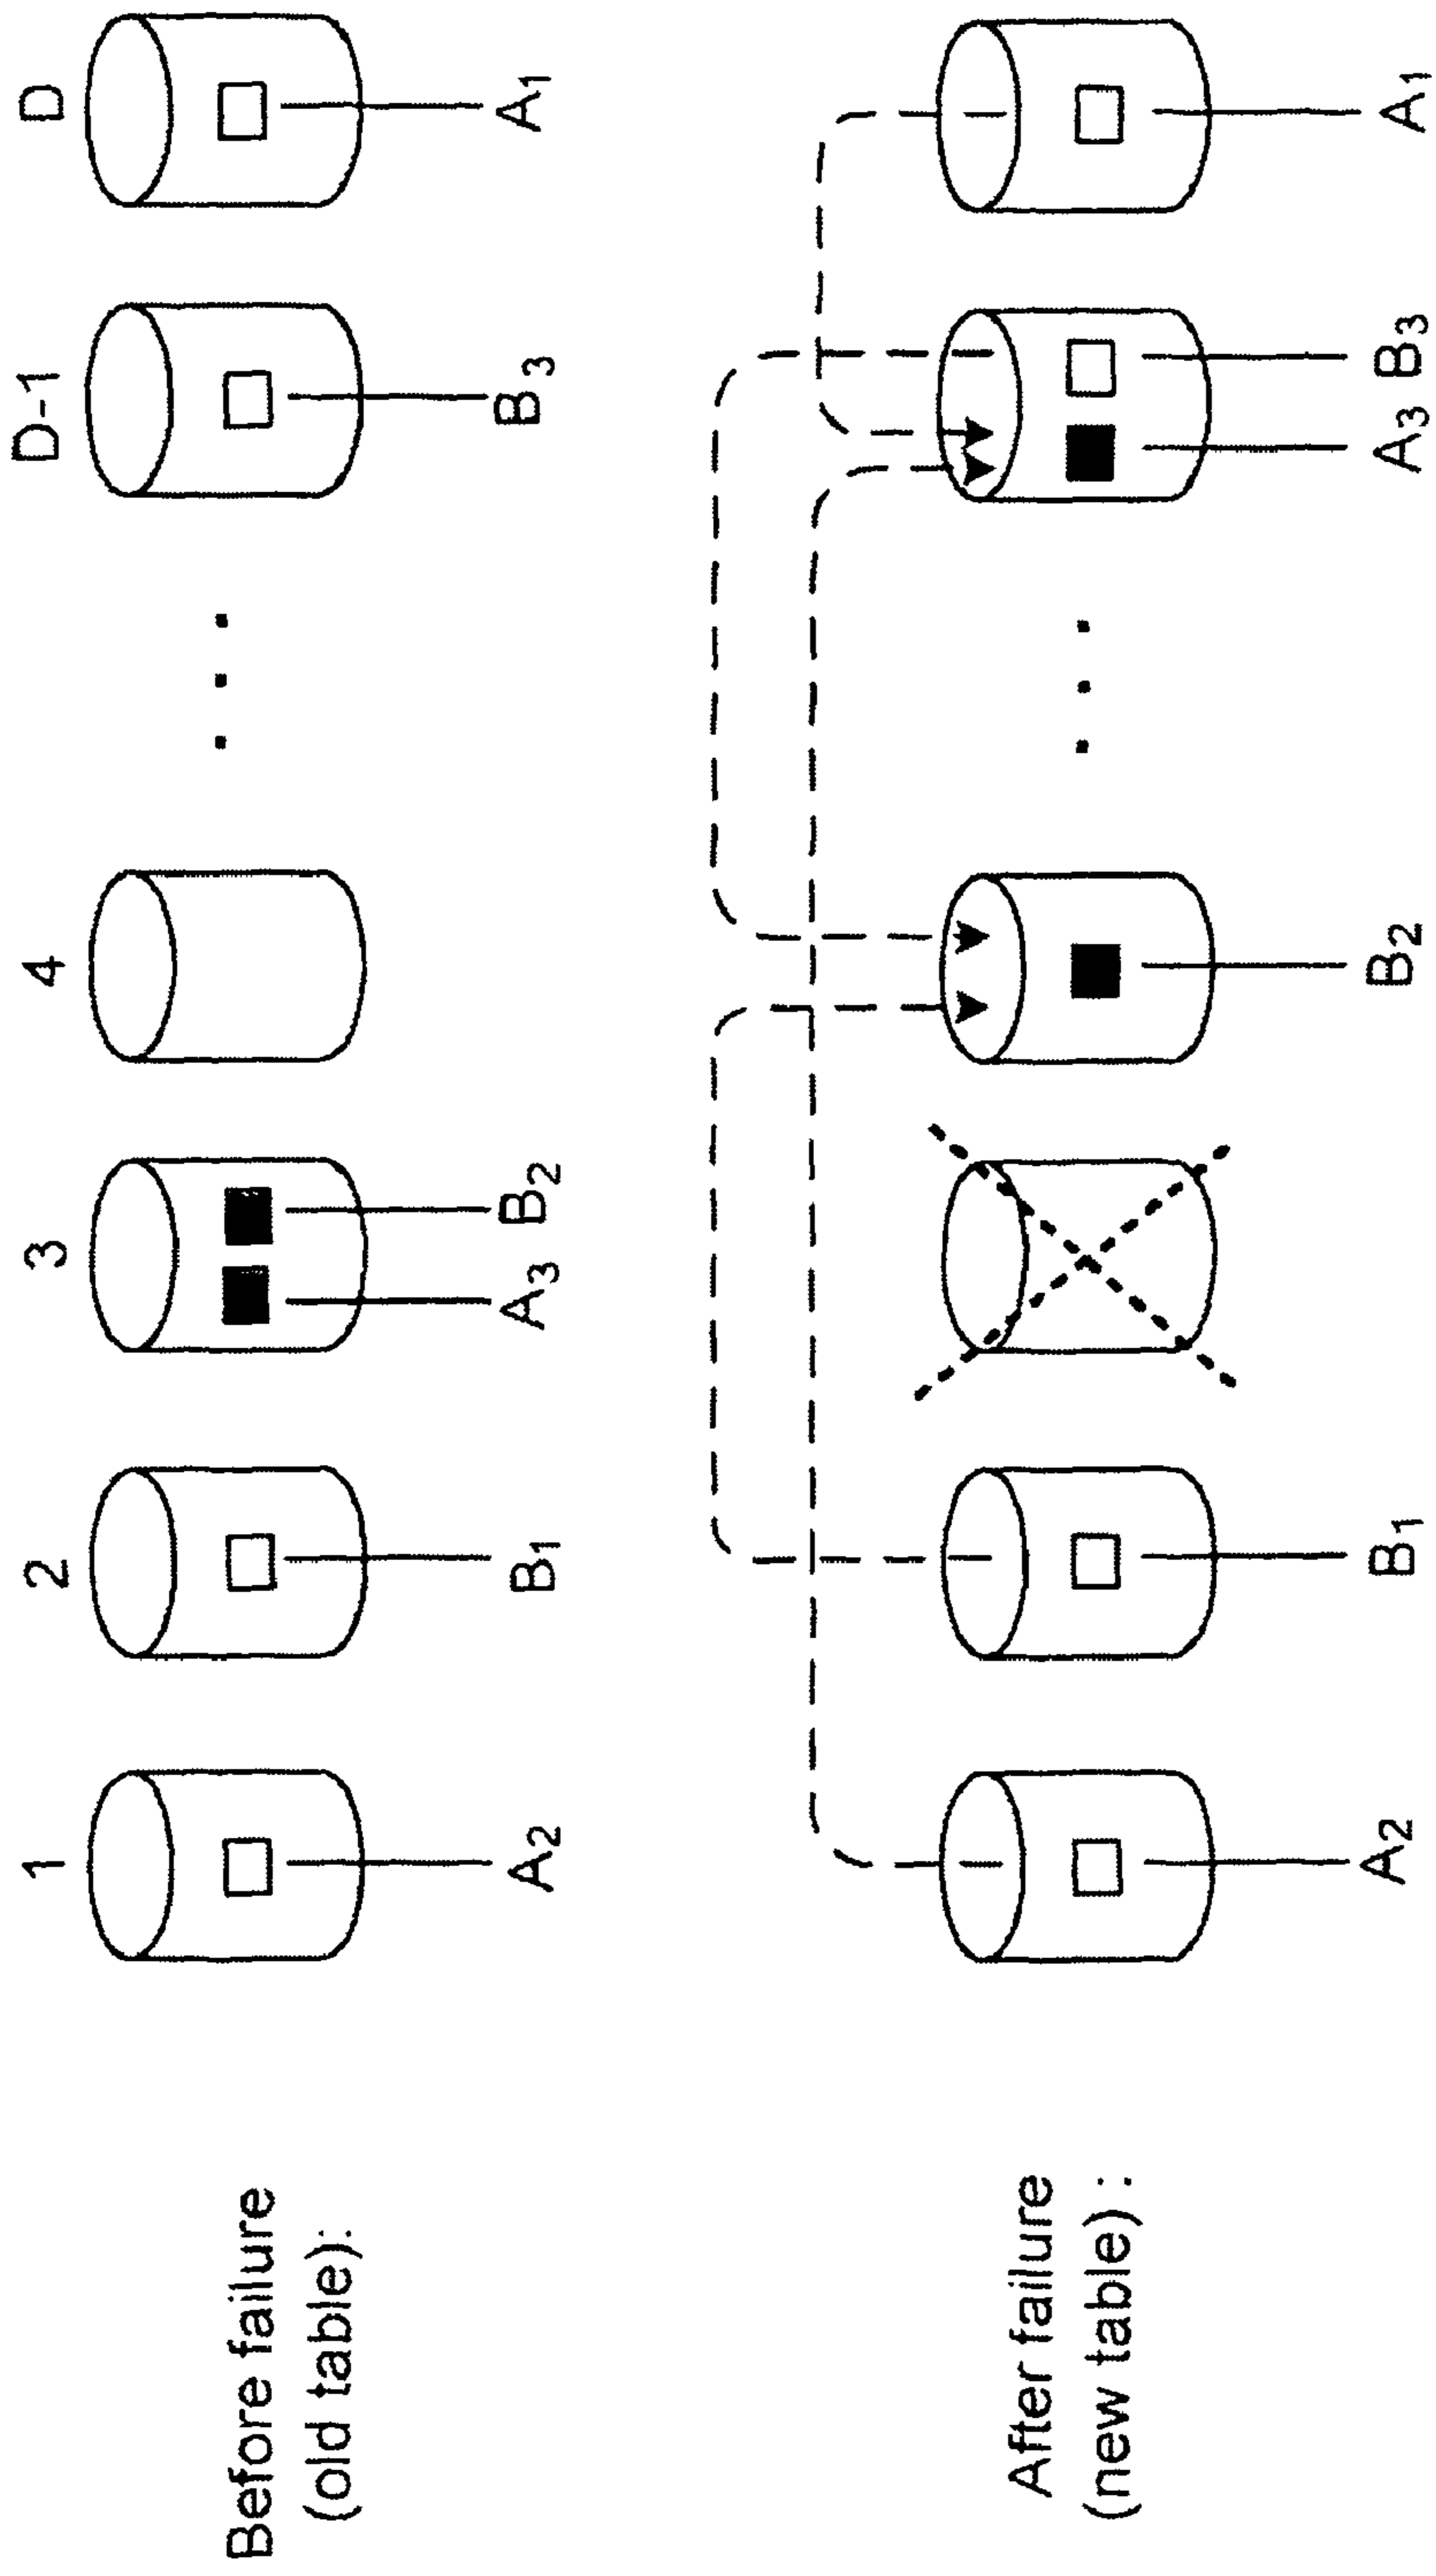 1 2 3 4 D-1 D
Before failure
(old table):
A2 B1 A3 B2 B3 A1
After failure
(new table) :
A2 B1 B2 A3 B3 A1